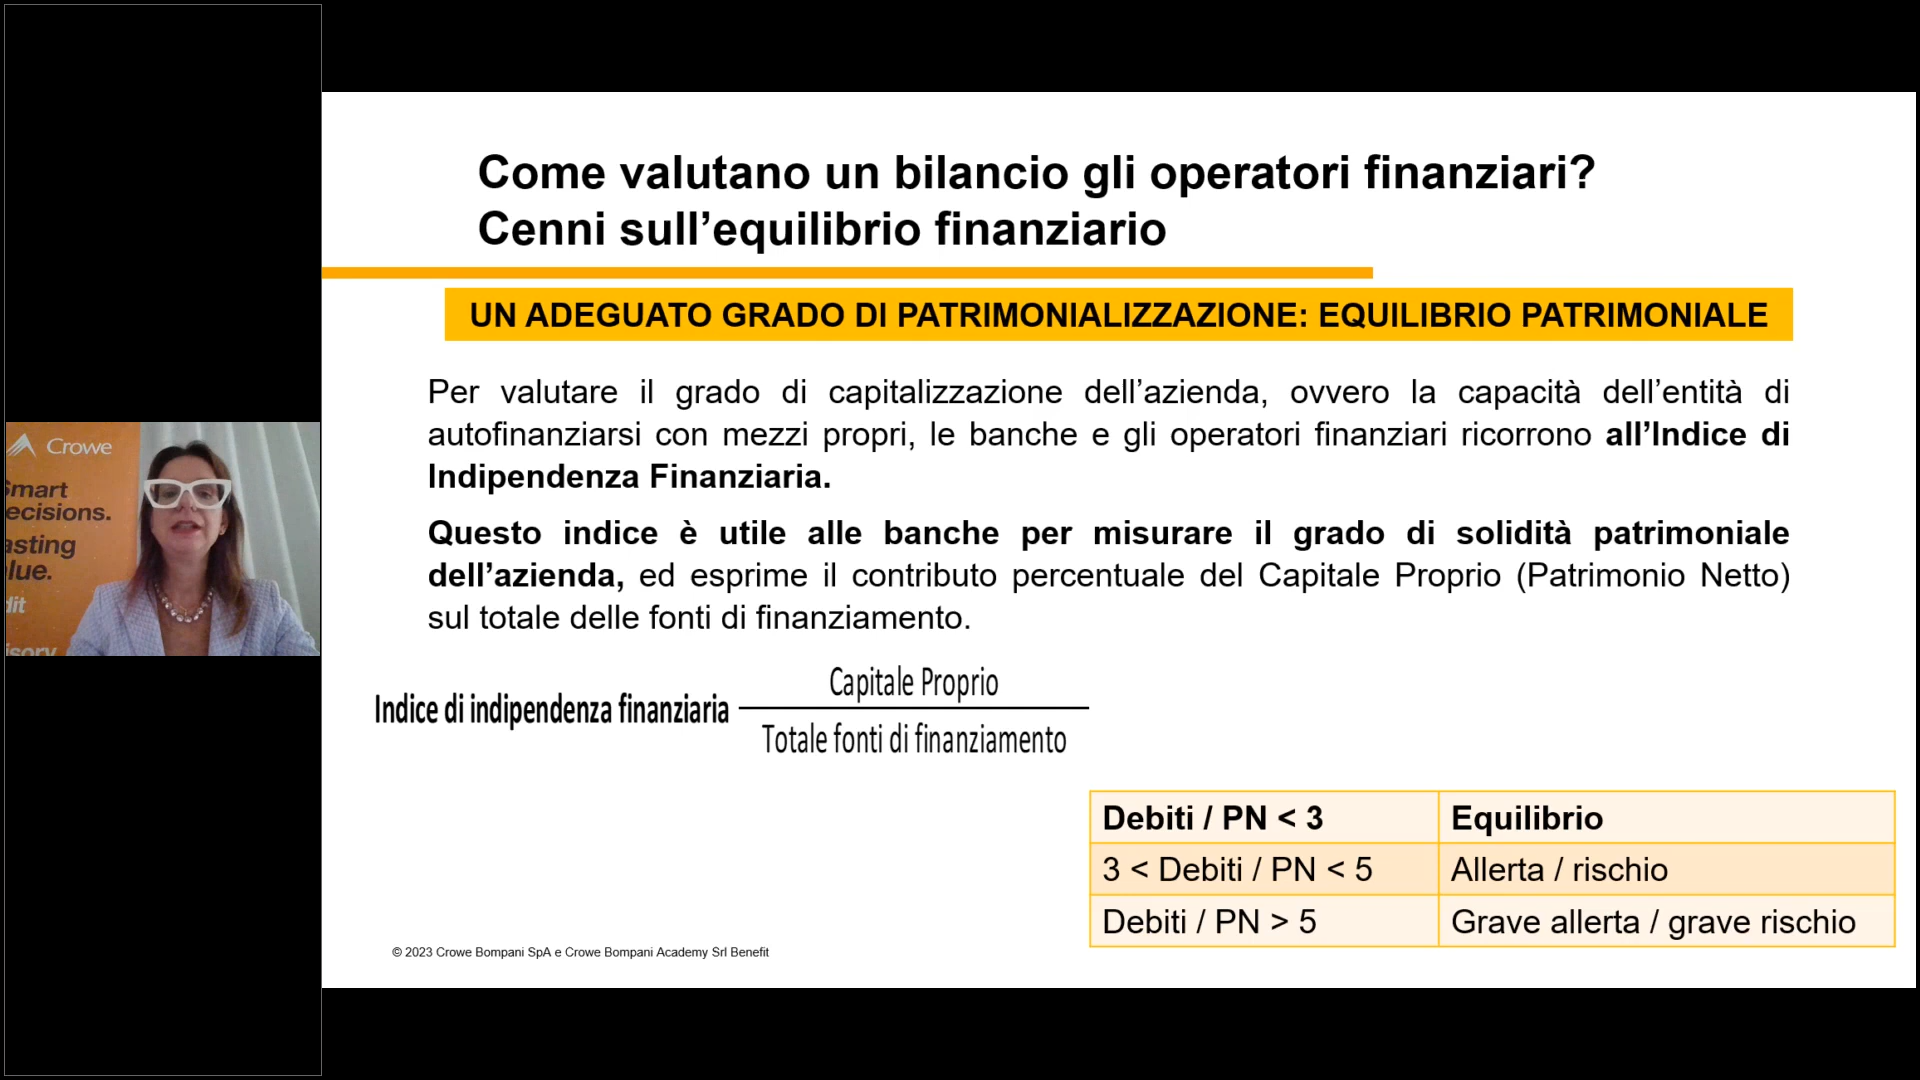 Come valutano un bilancio gli operatori finanziari?
Cenni sull’equilibrio finanziario
UN ADEGUATO GRADO DI PATRIMONIALIZZAZIONE: EQUILIBRIO PATRIMONIALE
Per valutare il grado di capitalizzazione dell’azienda, ovvero la capacità dell’entità di
autofinanziarsi con mezzi propri, le banche e gli operatori finanziari ricorrono all’Indice di
Indipendenza Finanziaria.
Questo indice è utile alle banche per misurare il grado di solidità patrimoniale
dell’azienda, ed esprime il contributo percentuale del Capitale Proprio (Patrimonio Netto)
sul totale delle fonti di finanziamento.
Indice di indipendenza finanziaria
Capitale Proprio
Totale fonti di finanziamento
Debiti / PN < 3 Equilibrio
3 < Debiti / PN < 5 Allerta / rischio
Debiti / PN > 5 Grave allerta / grave rischio
© 2023 Crowe Bompani SpA e Crowe Bompani Academy Srl Benefit
Crowe
Smart
ecisions.
asting
lue.
dit
isory